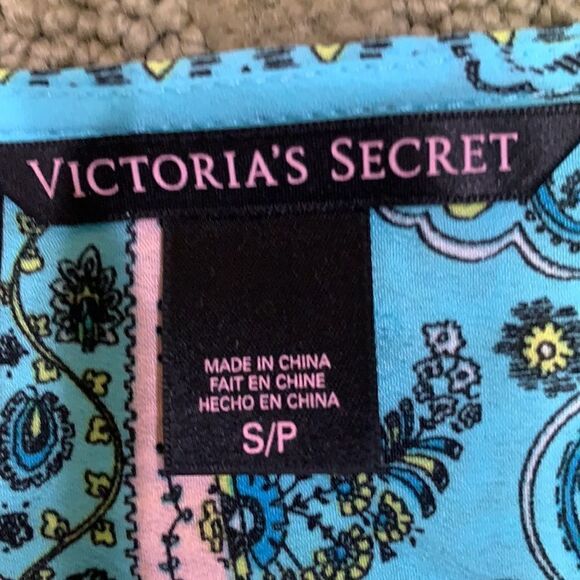 VICTORIA'S SECRET
MADE IN CHINA
FAIT EN CHINE
HECHO EN CHINA
S/P